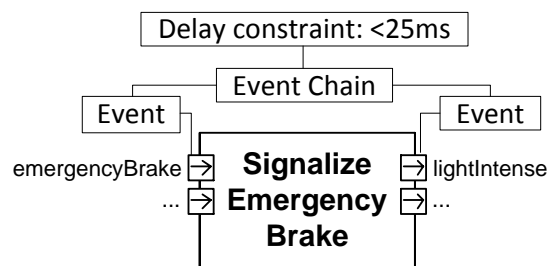 Delay constraint: <25ms
Event Chain
Event
Event
emergencyBrake
Signalize
lightIntense
...
Emergency
...
Brake